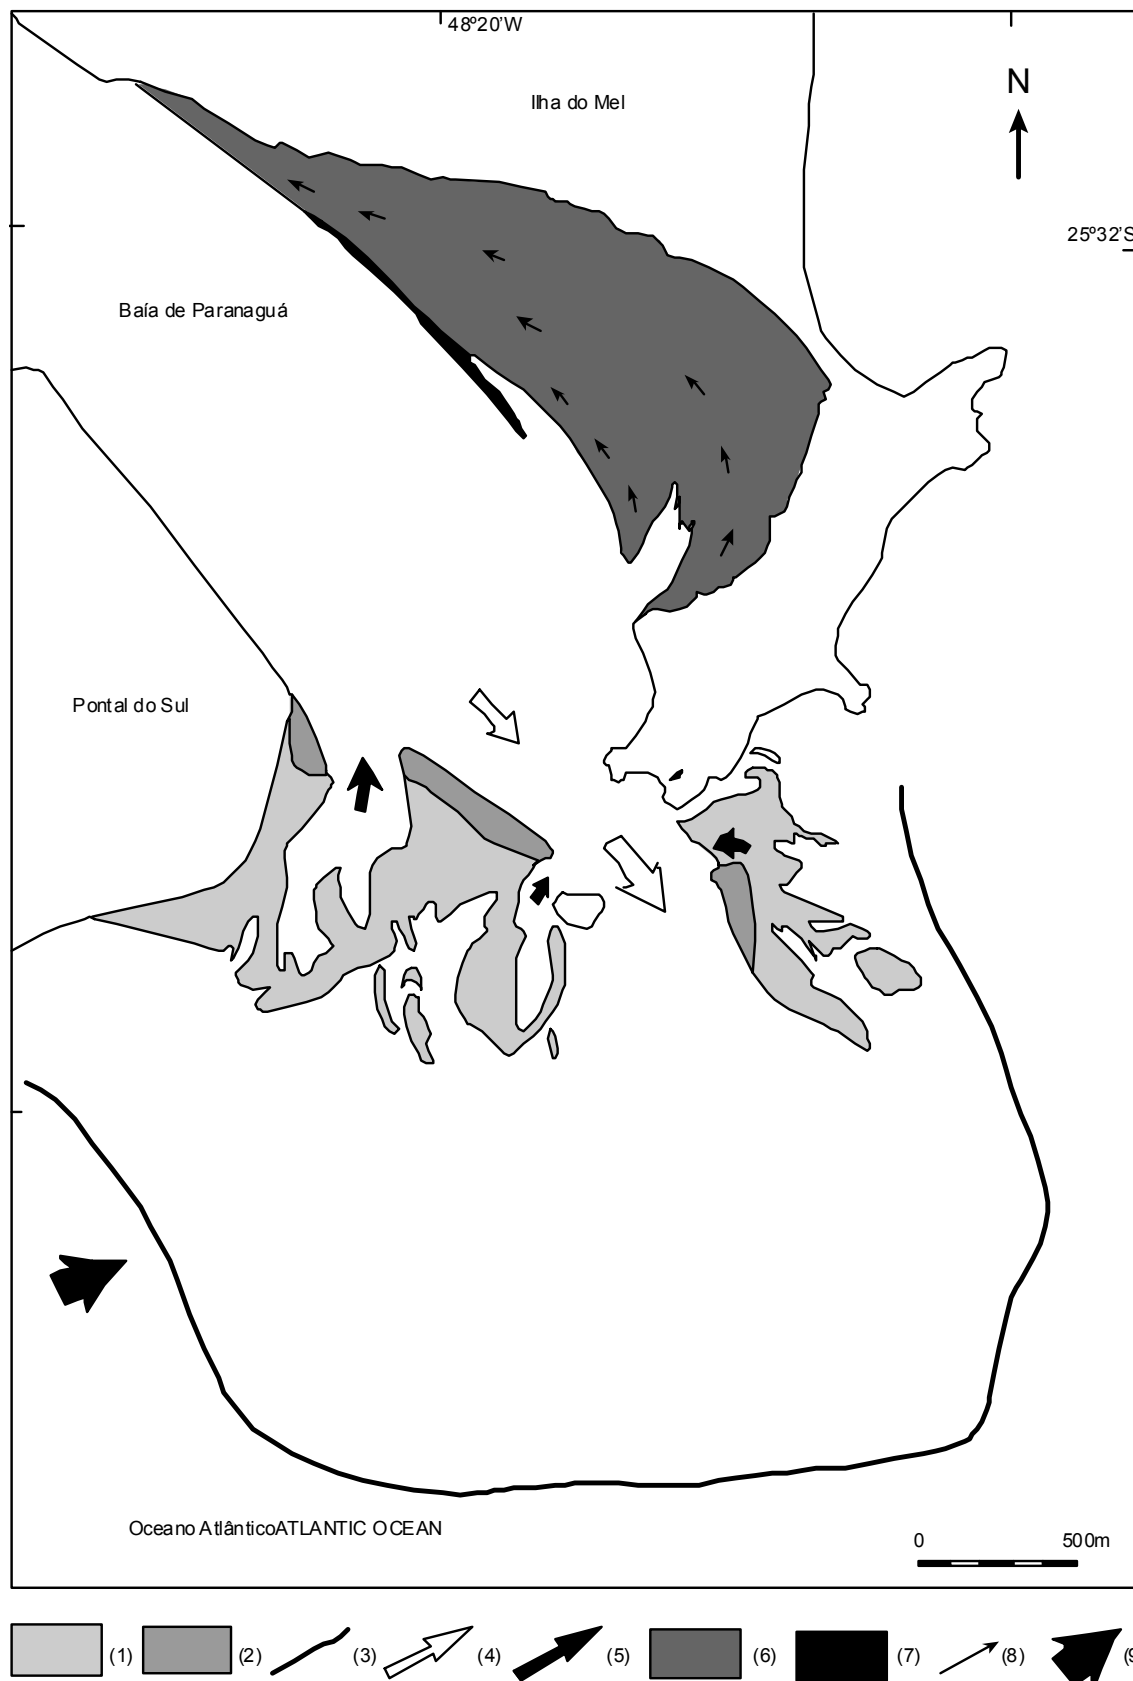 48º20'W
Ilha do Mel
N
25º32'S
Baía de Paranaguá
Pontal do Sul
Oceano AtlânticoATLANTIC OCEAN
0 500m
(1) (2) (3) (4) (5) (6) (7) (8) (9